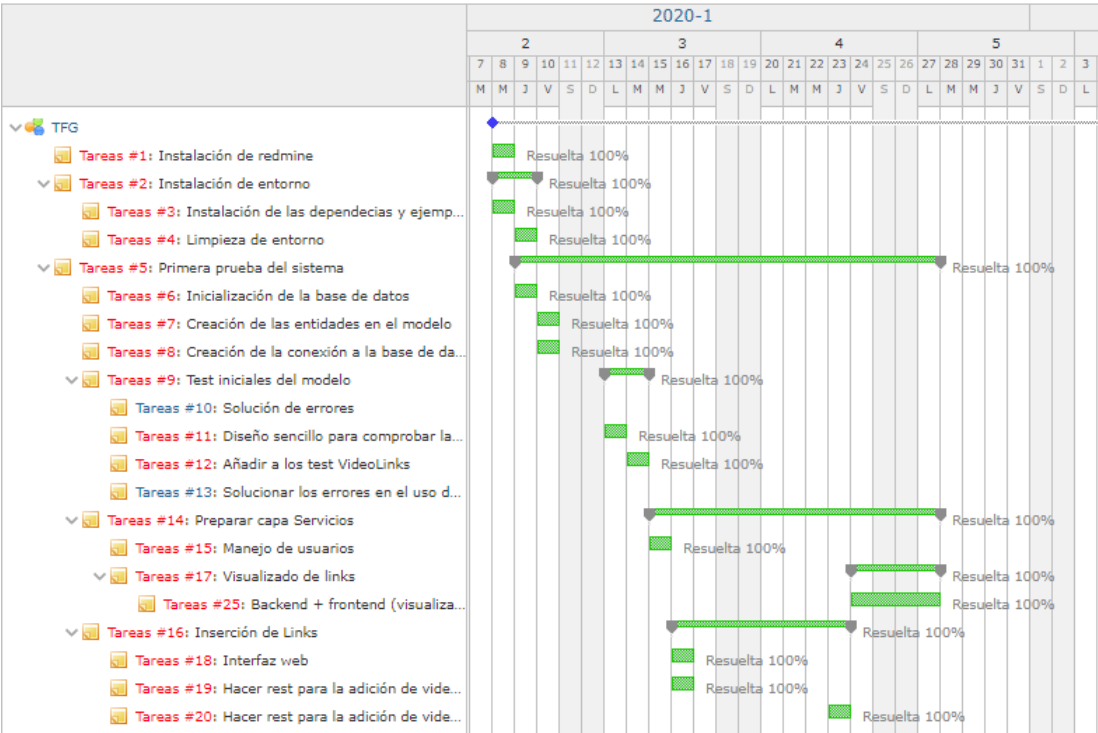 2020-1
2 3 4 5
7 8 9 10 11 12 13 14 15 16 17 18 19 20 21 22 23 24 25 26 27 28 29 30 31 1 2 3
M M J V S D L M M J V S D L M M J V S D L M M J V S D L
TFG
Tareas #1: Instalación de redmine Resuelta 100%
Tareas #2: Instalación de entorno Resuelta 100%
Tareas #3: Instalación de las dependecias y ejemp... Resuelta 100%
Tareas #4: Limpieza de entorno Resuelta 100%
Tareas #5: Primera prueba del sistema Resuelta 100%
Tareas #6: Inicialización de la base de datos Resuelta 100%
Tareas #7: Creación de las entidades en el modelo Resuelta 100%
Tareas #8: Creación de la conexión a la base de da... Resuelta 100%
Tareas #9: Test iniciales del modelo Resuelta 100%
Tareas #10: Solución de errores
Tareas #11: Diseño sencillo para comprobar la... Resuelta 100%
Tareas #12: Añadir a los test VideoLinks Resuelta 100%
Tareas #13: Solucionar los errores en el uso d...
Tareas #14: Preparar capa Servicios Resuelta 100%
Tareas #15: Manejo de usuarios Resuelta 100%
Tareas #17: Visualizado de links Resuelta 100%
Tareas #25: Backend + frontend (visualiza... Resuelta 100%
Tareas #16: Inserción de Links Resuelta 100%
Tareas #18: Interfaz web Resuelta 100%
Tareas #19: Hacer rest para la adición de vide... Resuelta 100%
Tareas #20: Hacer rest para la adición de vide... Resuelta 100%